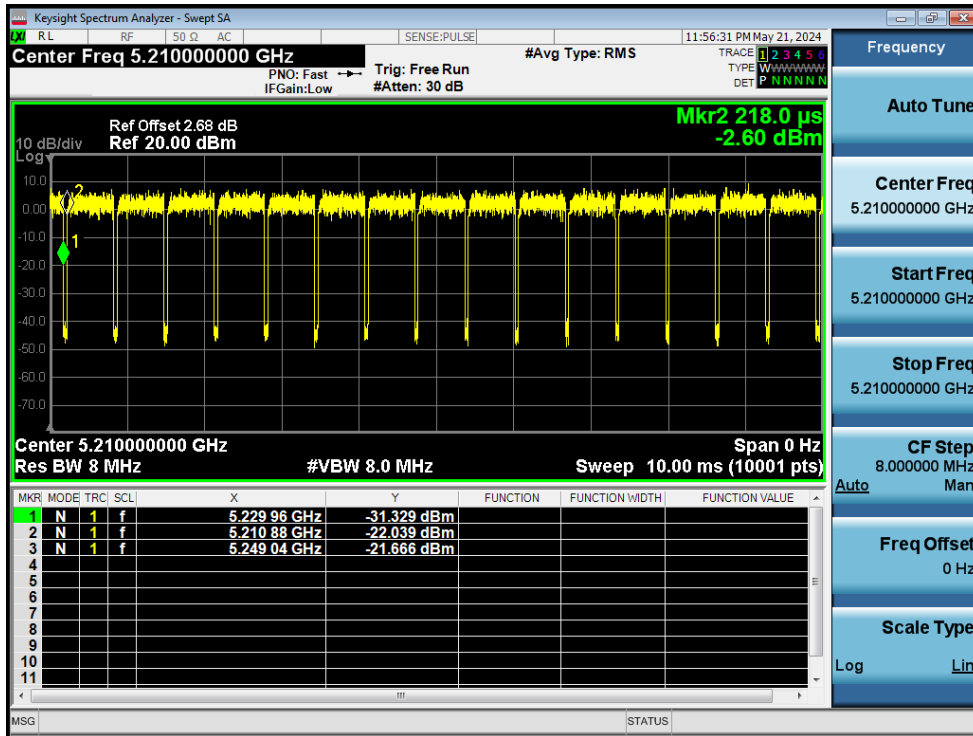 Keysight Spectrum Analyzer - Swept SA
LXI RL RF 50 Ω AC SENSE:PULSE 11:56:31 PM May 21, 2024
Center Freq 5.210000000 GHz #Avg Type: RMS TRACE 1 2 3 4 5 6
PNO: Fast Trig: Free Run TYPE WWWWWW
IFGain:Low #Atten: 30 dB DET P N N N N N
Mkr2 218.0 µs
Ref Offset 2.68 dB
10 dB/div Ref 20.00 dBm -2.60 dBm
Log
10.0
0.00
-10.0
-20.0
-30.0
-40.0
-50.0
-60.0
-70.0
2
1
Center 5.210000000 GHz Span 0 Hz
Res BW 8 MHz #VBW 8.0 MHz Sweep 10.00 ms (10001 pts)
MKR MODE TRC SCL X Y FUNCTION FUNCTION WIDTH FUNCTION VALUE
1 N 1 f 5.229 96 GHz -31.329 dBm
2 N 1 f 5.210 88 GHz -22.039 dBm
3 N 1 f 5.249 04 GHz -21.666 dBm
4
5
6
7
8
9
10
11
MSG STATUS
Frequency
Auto Tune
Center Freq
5.210000000 GHz
Start Freq
5.210000000 GHz
Stop Freq
5.210000000 GHz
CF Step
8.000000 MHz
Auto Man
Freq Offset
0 Hz
Scale Type
Log Lin